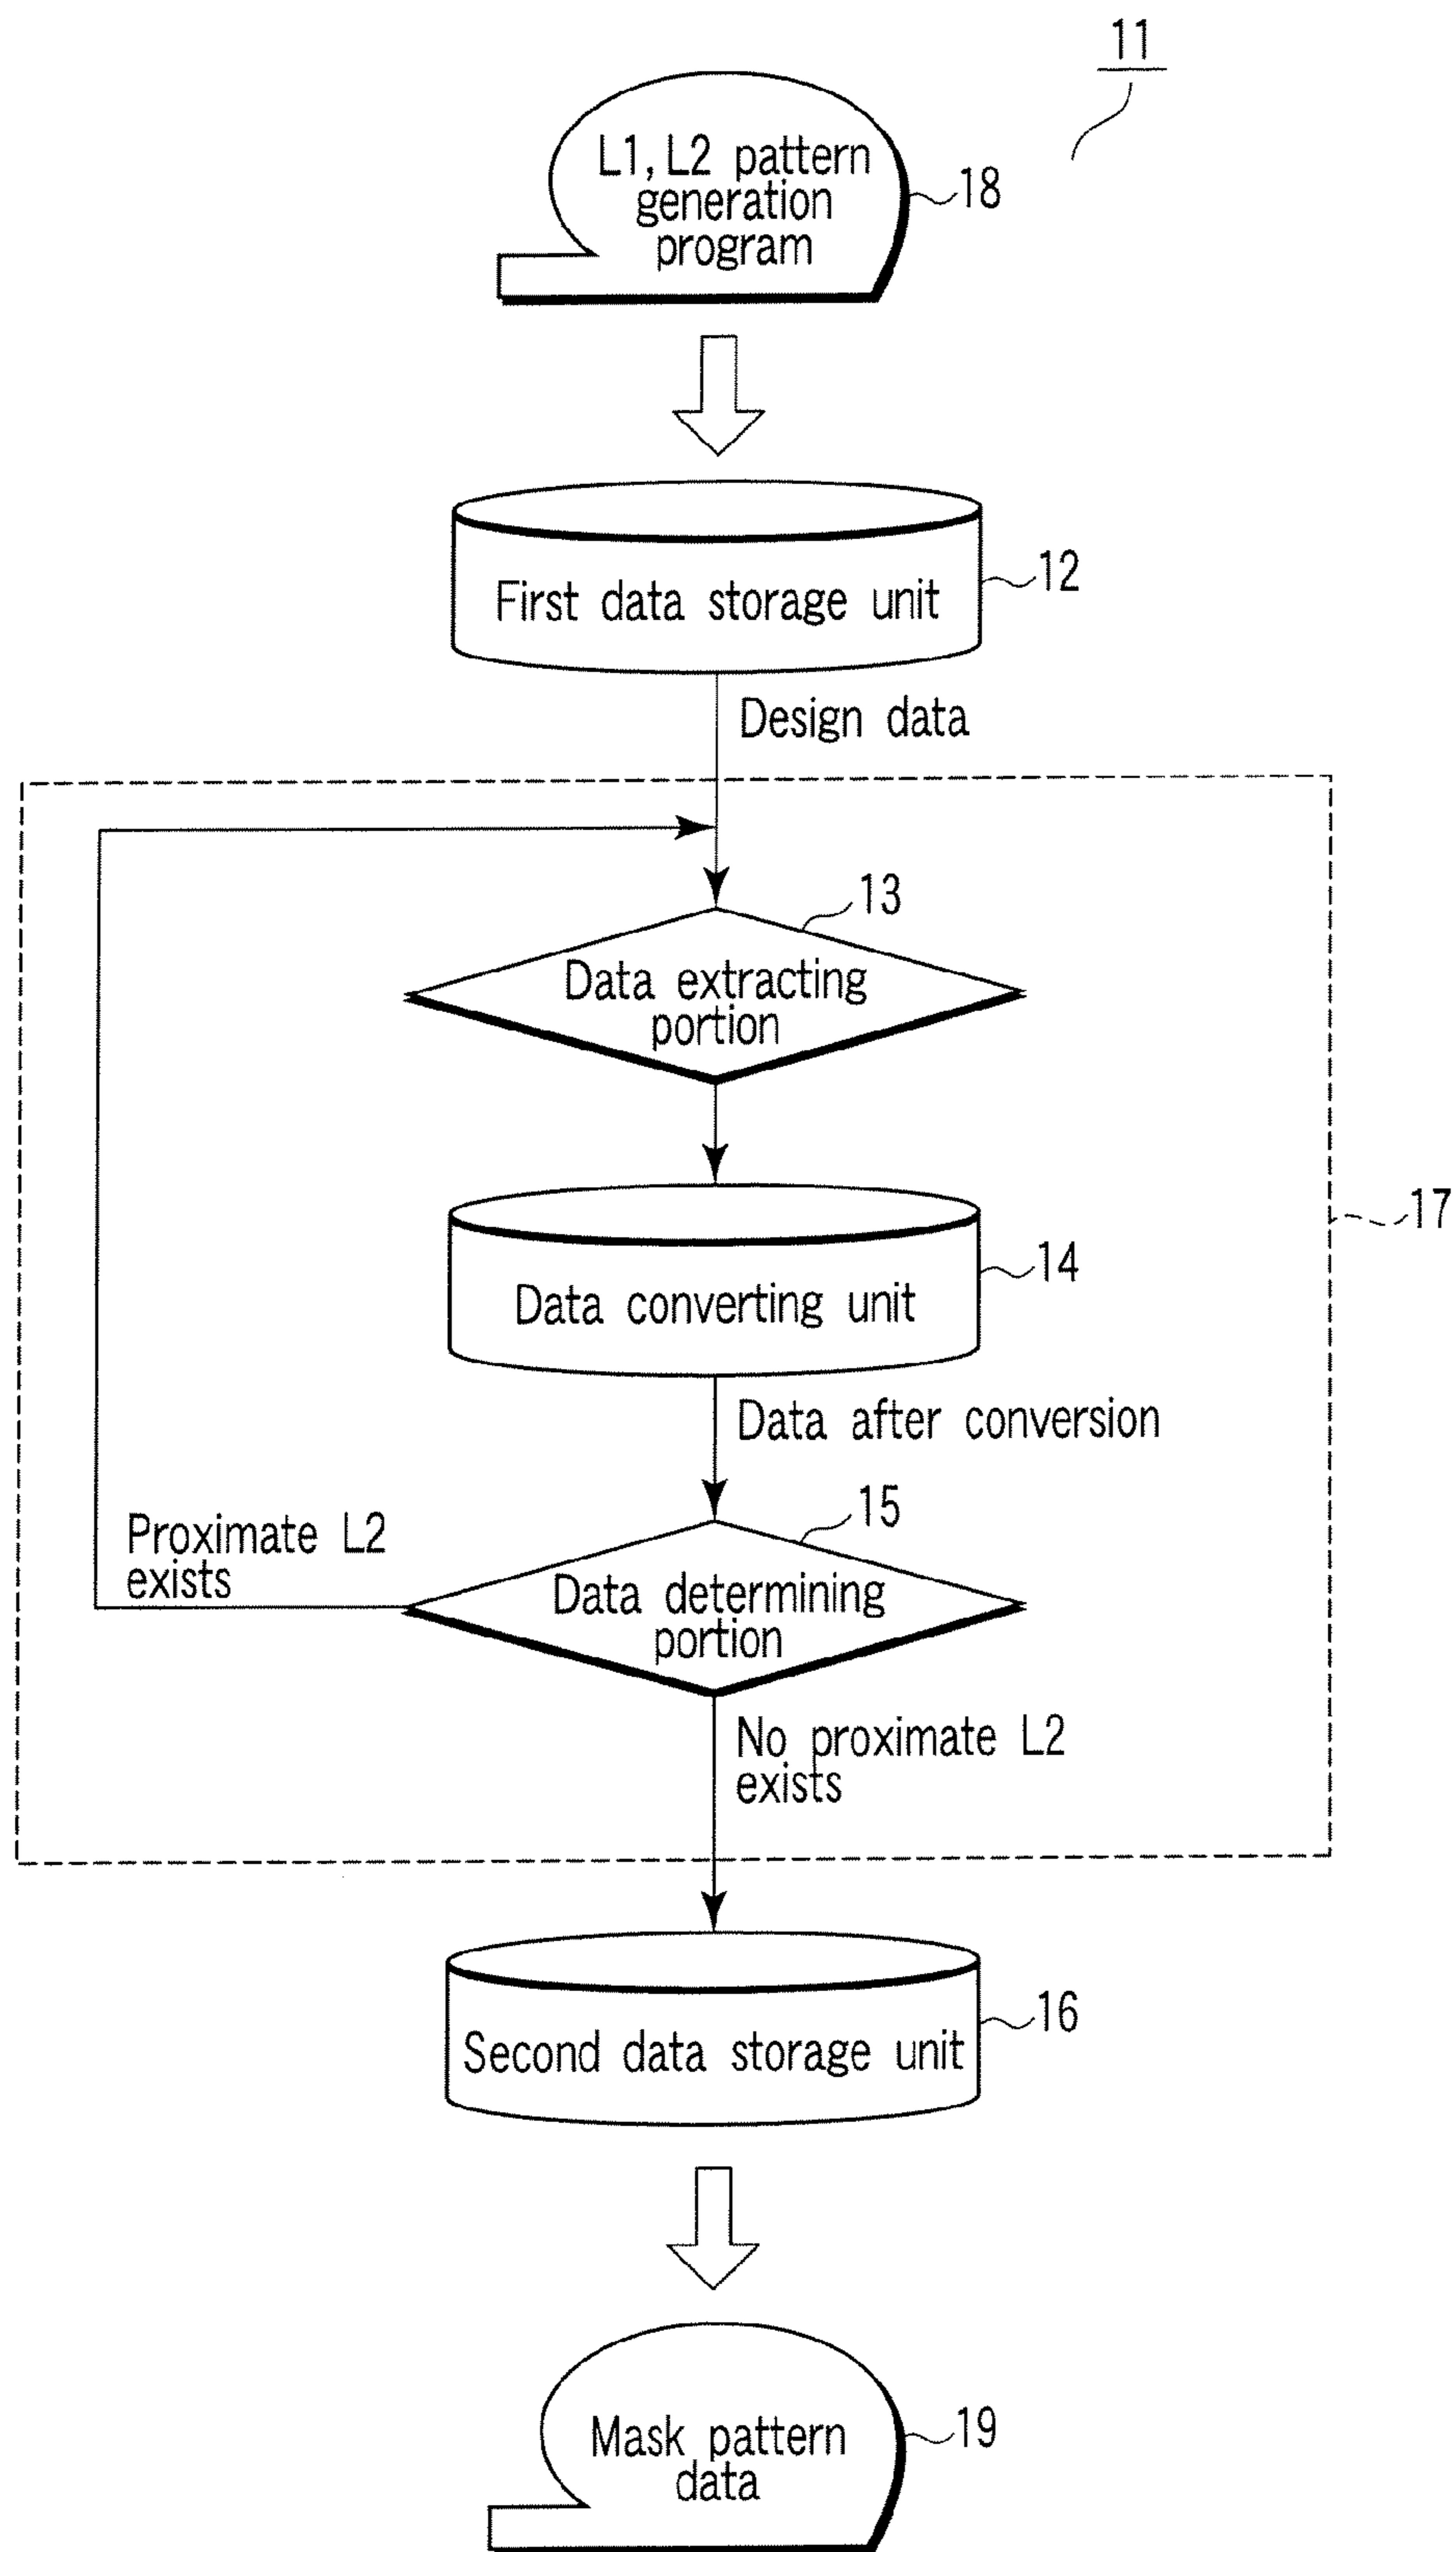 11
L1, L2 pattern
generation
program
18
First data storage unit
12
Design data
13
Data extracting
portion
17
14
Data converting unit
Data after conversion
15
Proximate L2
exists
Data determining
portion
No proximate L2
exists
16
Second data storage unit
19
Mask pattern
data